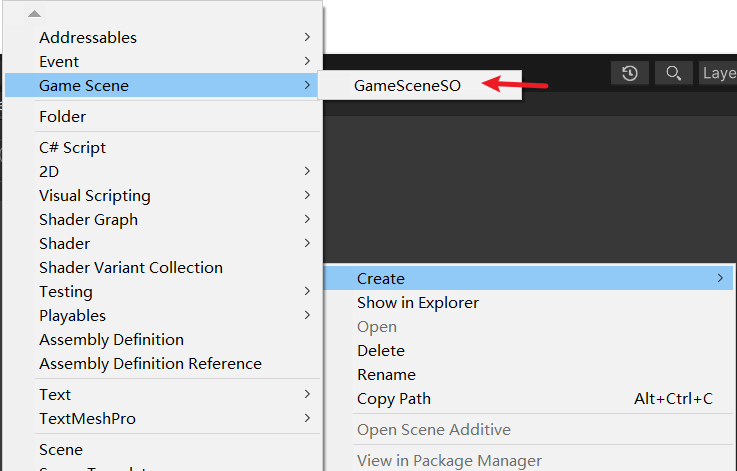 Addressables
Event
Game Scene
Folder
C# Script
2D
Visual Scripting
Shader Graph
Shader
Shader Variant Collection
Testing
Playables
Assembly Definition
Assembly Definition Reference
Text
TextMeshPro
Scene
GameSceneSO
Laye
Create
Show in Explorer
Open
Delete
Rename
Copy Path Alt+Ctrl+C
Open Scene Additive
View in Package Manager